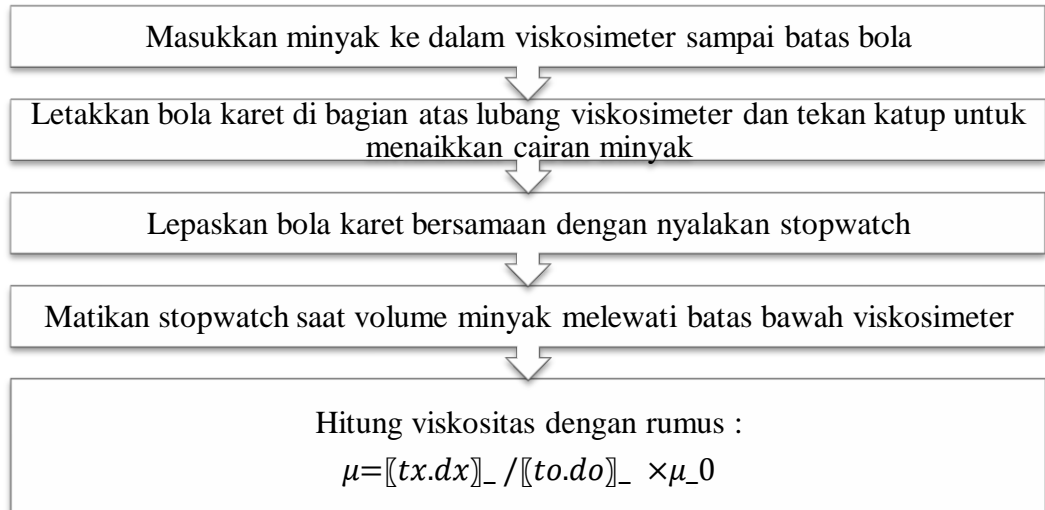 Masukkan minyak ke dalam viskosimeter sampai batas bola
Letakkan bola karet di bagian atas lubang viskosimeter dan tekan katup untuk
menaikkan cairan minyak
Lepaskan bola karet bersamaan dengan nyalakan stopwatch
Matikan stopwatch saat volume minyak melewati batas bawah viskosimeter
Hitung viskositas dengan rumus :
𝜇=〖𝑡𝑥.𝑑𝑥〗_ /〖𝑡𝑜.𝑑𝑜〗_ ×𝜇_0